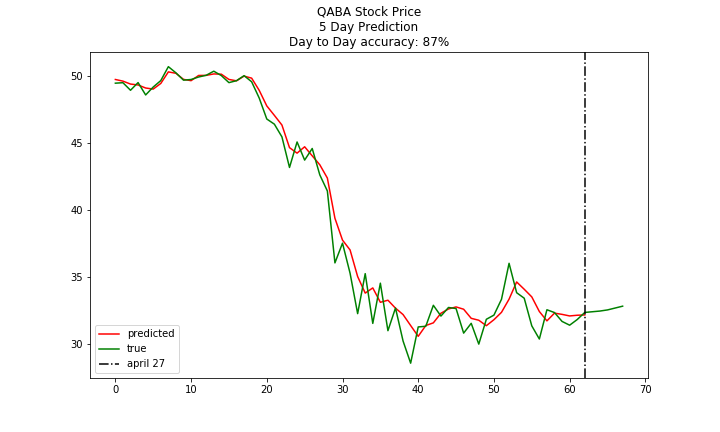 QABA Stock Price
5 Day Prediction
Day to Day accuracy: 87%
50
45
40
35
30
predicted
true
april 27
0 10 20 30 40 50 60 70